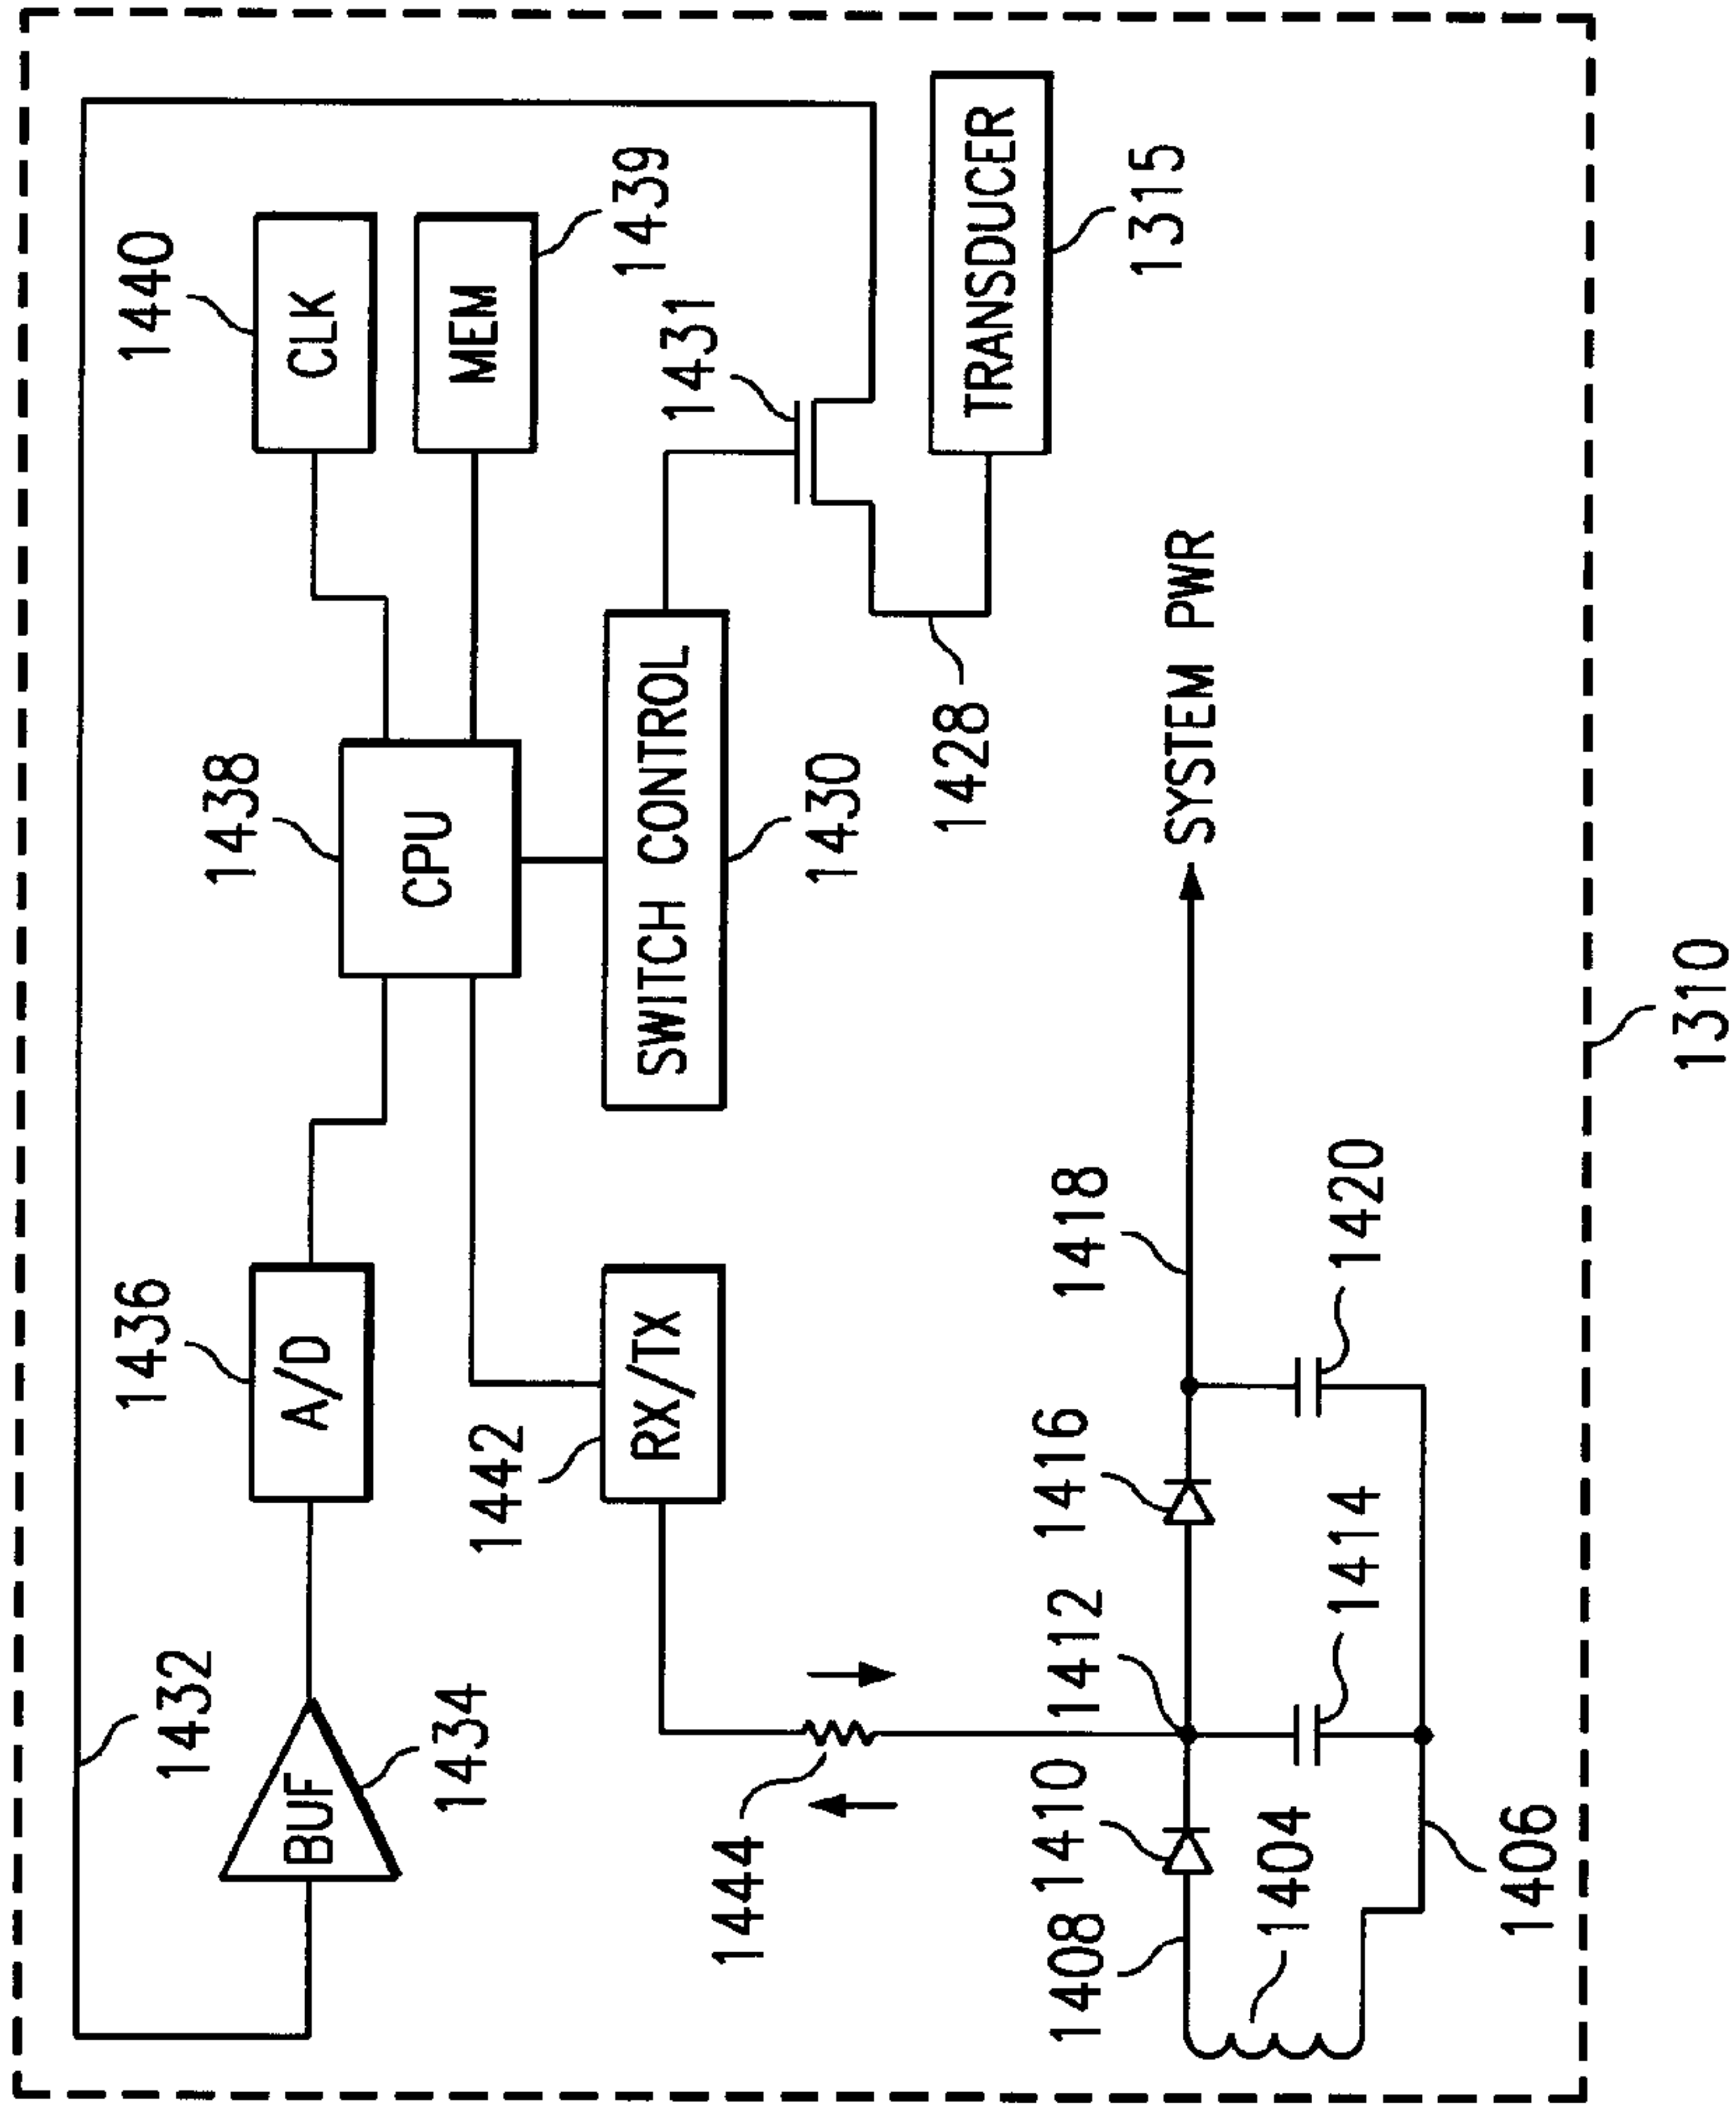 1440
CLK
1439
MEM
1438
CPU
1436
A/D
1432
BUF
1434
1442
RX/TX
SWITCH CONTROL
1430
1431
1428
TRANSDUCER
1315
1444
1408
1410
1412
1416
1418
SYSTEM PWR
1404
1414
1420
1406
1310